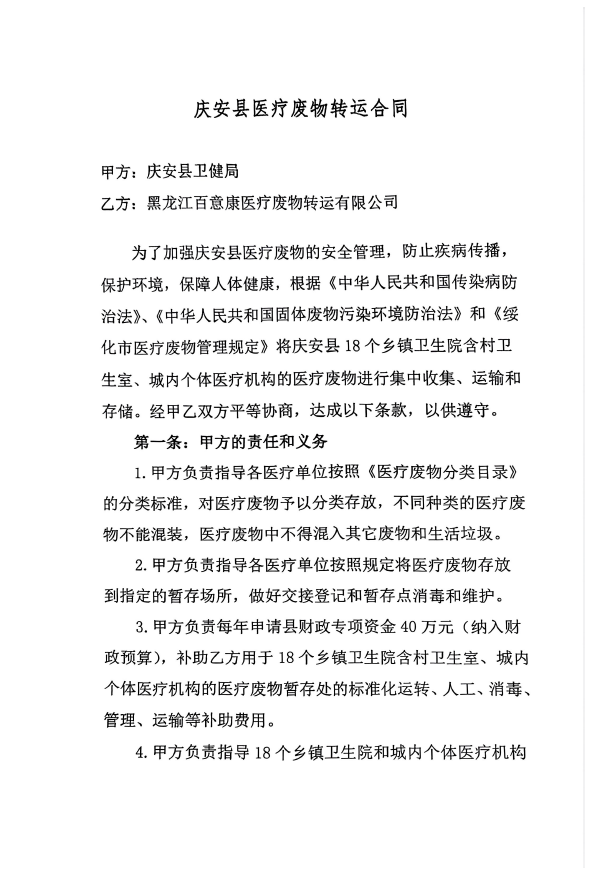 庆安县医疗废物转运合同
甲方：庆安县卫健局
乙方：黑龙江百意康医疗废物转运有限公司
为了加强庆安县医疗废物的安全管理，防止疾病传播，
保护环境，保障人体健康，根据《中华人民共和国传染病防
治法》、《中华人民共和国固体废物污染环境防治法》和《绥
化市医疗废物管理规定》将庆安县 18 个乡镇卫生院含村卫
生室、城内个体医疗机构的医疗废物进行集中收集、运输和
存储。经甲乙双方平等协商，达成以下条款，以供遵守。
第一条：甲方的责任和义务
1.甲方负责指导各医疗单位按照《医疗废物分类目录》
的分类标准，对医疗废物予以分类存放，不同种类的医疗废
物不能混装，医疗废物中不得混入其它废物和生活垃圾。
2.甲方负责指导各医疗单位按照规定将医疗废物存放
到指定的暂存场所，做好交接登记和暂存点消毒和维护。
3.甲方负责每年申请县财政专项资金 40 万元（纳入财
政预算），补助乙方用于 18 个乡镇卫生院含村卫生室、城内
个体医疗机构的医疗废物暂存处的标准化运转、人工、消毒、
管理、运输等补助费用。
4.甲方负责指导 18 个乡镇卫生院和城内个体医疗机构